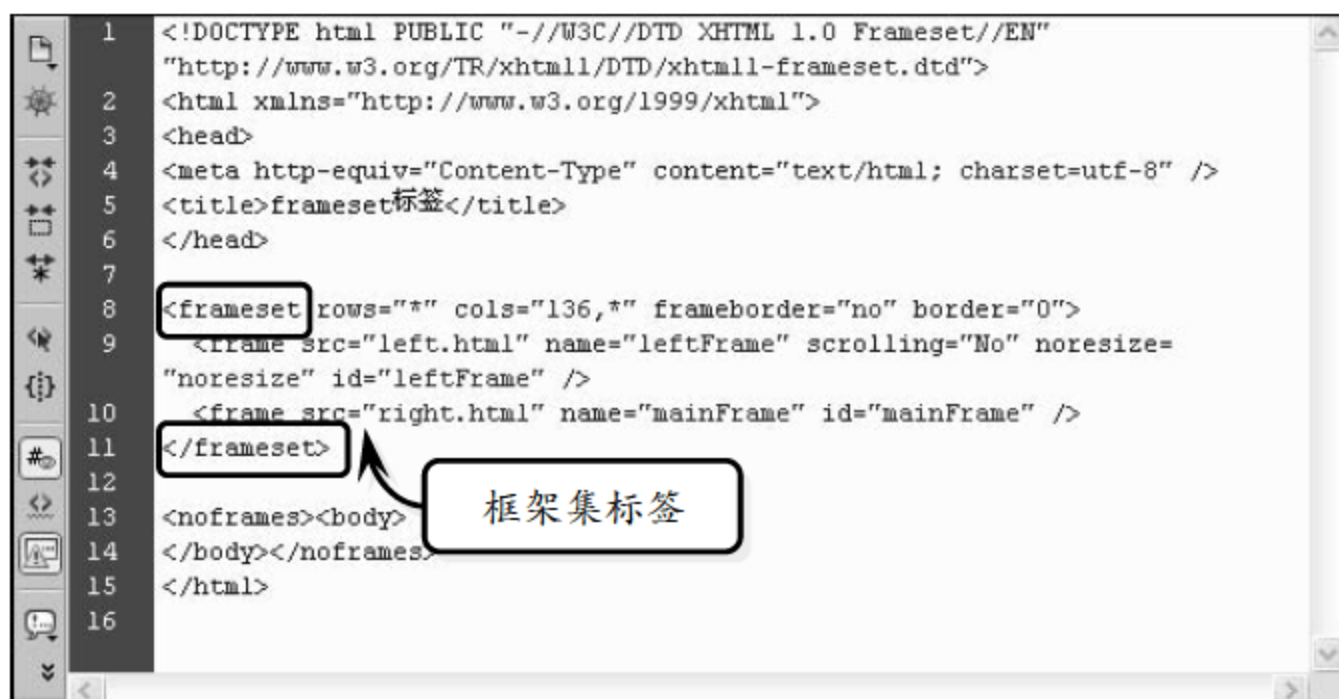 1 <!DOCTYPE html PUBLIC "-//W3C//DTD XHTML 1.0 Frameset//EN"
"http://www.w3.org/TR/xhtml1/DTD/xhtml1-frameset.dtd">
2 <html xmlns="http://www.w3.org/1999/xhtml">
3 <head>
4 <meta http-equiv="Content-Type" content="text/html; charset=utf-8" />
5 <title>frameset标签</title>
6 </head>
7
8 <frameset rows="*" cols="136,*" frameborder="no" border="0">
9 <frame src="left.html" name="leftFrame" scrolling="No" noresize=
"noresize" id="leftFrame" />
10 <frame src="right.html" name="mainFrame" id="mainFrame" />
11 </frameset>
12
框架集标签
13 <noframes><body>
14 </body></noframes>
15 </html>
16